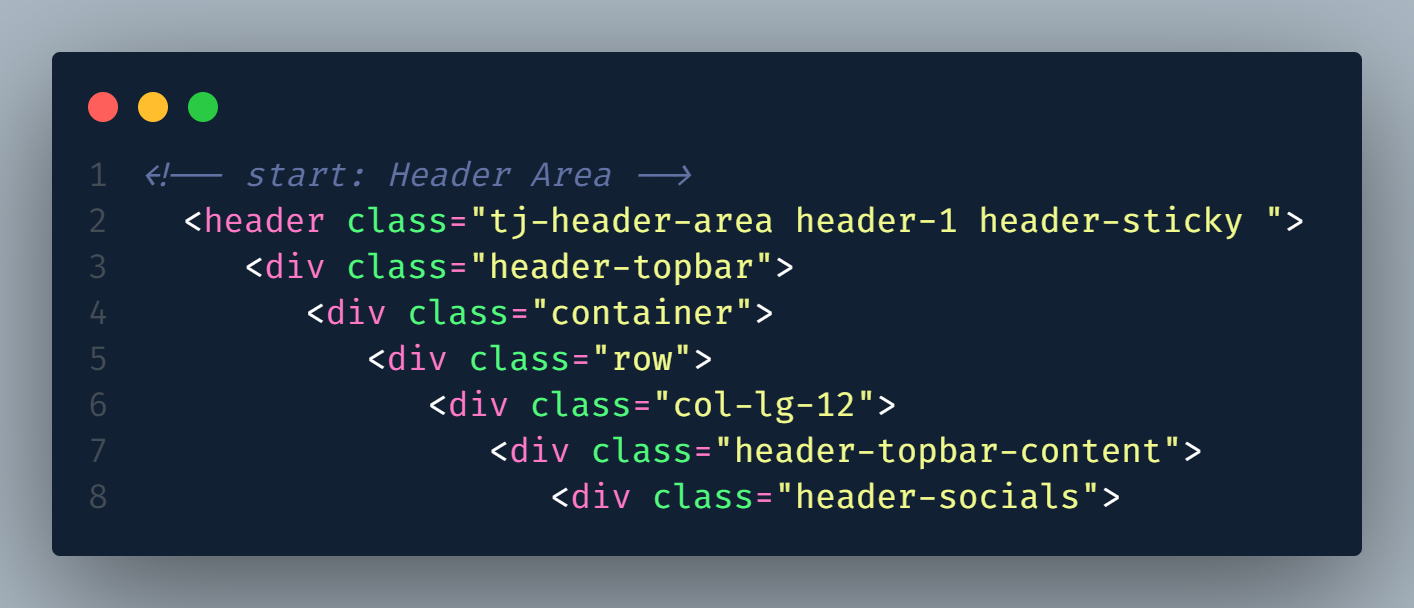 1 <!-- start: Header Area -->
2   <header class="tj-header-area header-1 header-sticky ">
3      <div class="header-topbar">
4         <div class="container">
5            <div class="row">
6               <div class="col-lg-12">
7                  <div class="header-topbar-content">
8                     <div class="header-socials">